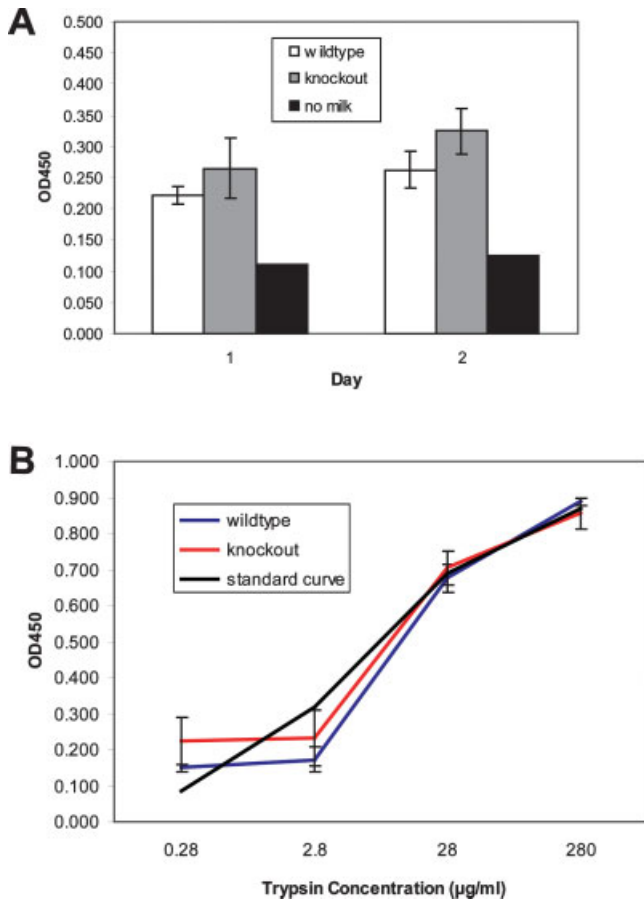 A
0.500
0.450
0.400
0.350
0.300
0.250
0.200
0.150
0.100
0.050
0.000
OD450
wildtype
knockout
no milk
1 2
Day
B
1.000
0.900
0.800
0.700
0.600
0.500
0.400
0.300
0.200
0.100
0.000
OD450
wildtype
knockout
standard curve
0.28 2.8 28 280
Trypsin Concentration (µg/ml)